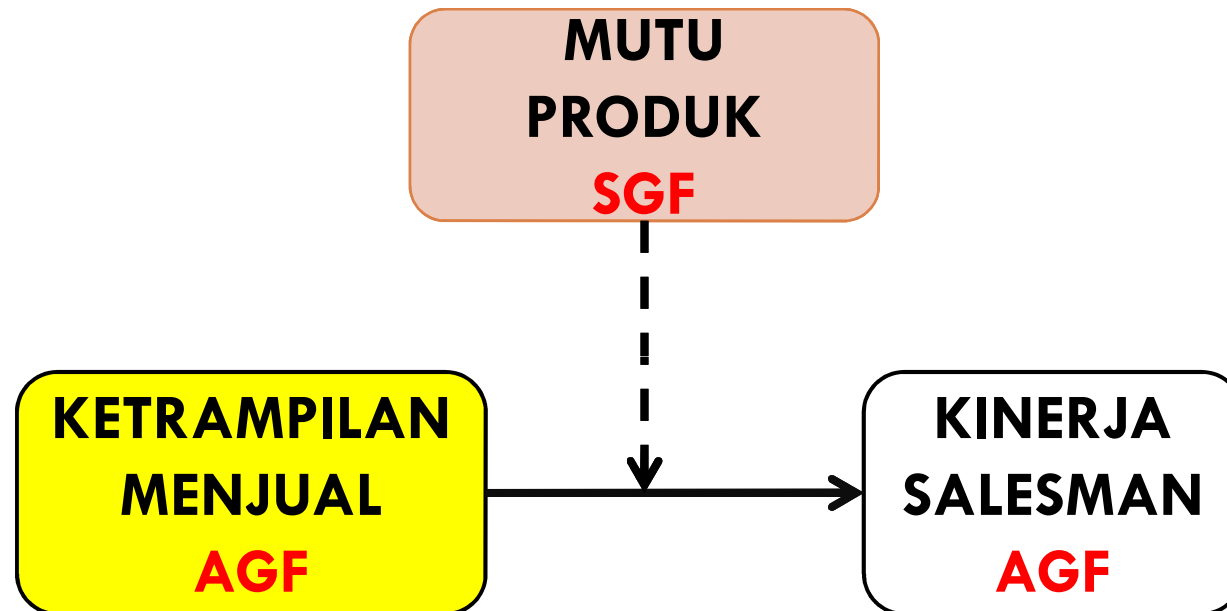 MUTU
PRODUK
SGF
KETRAMPILAN
MENJUAL
AGF
KINERJA
SALESMAN
AGF